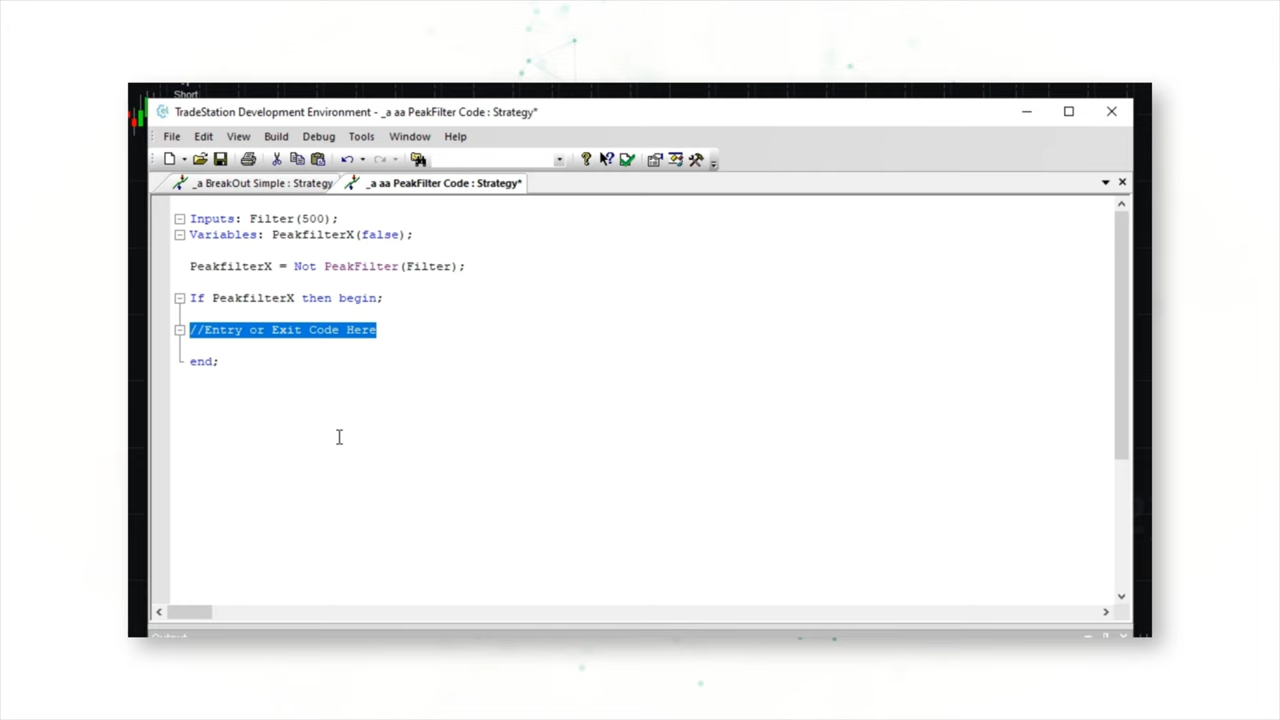 Short
TradeStation Development Environment - _a aa PeakFilter Code : Strategy*
File Edit View Build Debug Tools Window Help
_a BreakOut Simple : Strategy _a aa PeakFilter Code : Strategy*
Inputs: Filter(500);
Variables: PeakfilterX(false);
PeakfilterX = Not PeakFilter(Filter);
If PeakfilterX then begin;
//Entry or Exit Code Here
end;
Output